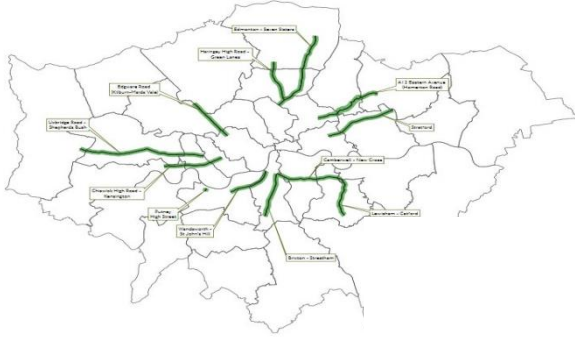 Edmonton – Seven Sisters
Haringey High Road –
Green Lanes
Edgware Road
(Kilburn-Maida Vale)
A12 Eastern Avenue
(Homerton Road)
Uxbridge Road –
Shepherds Bush
Stratford
Camberwell – New Cross
Chiswick High Road –
Kensington
Putney
High Street
Wandsworth –
St John's Hill
Lewisham – Catford
Brixton – Streatham